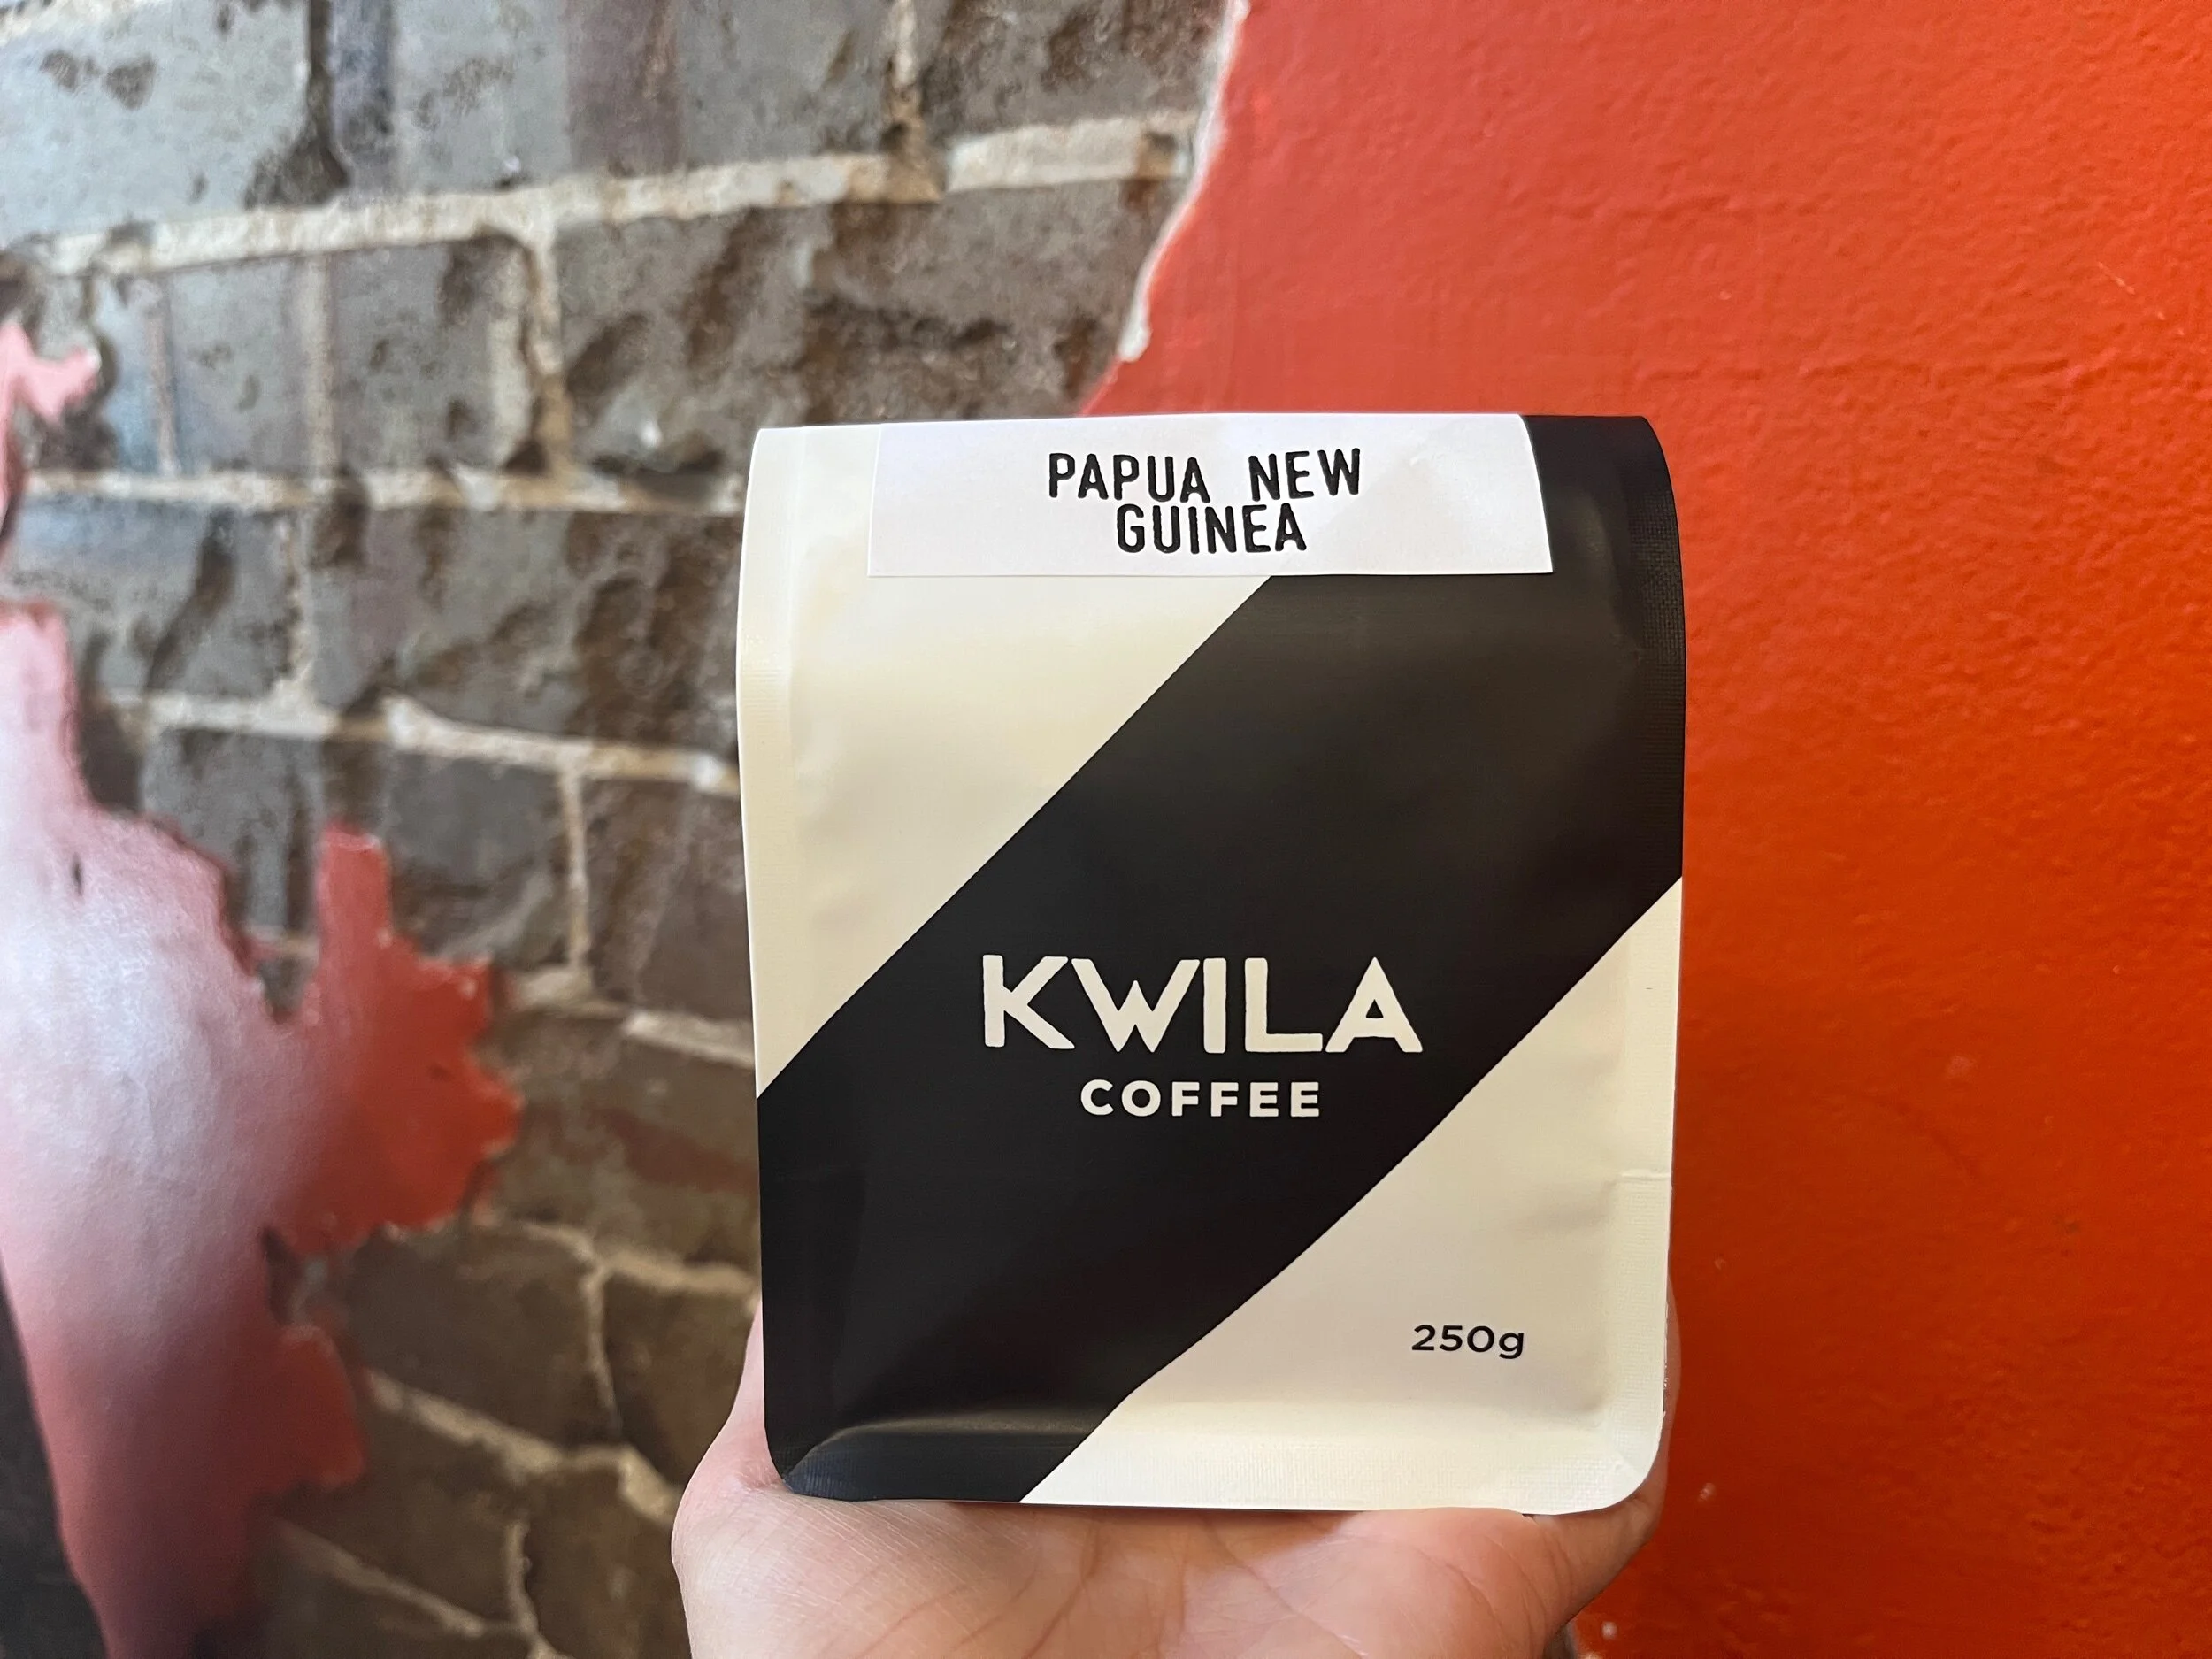 PAPUA NEW
GUINEA
KWILA
COFFEE
250g